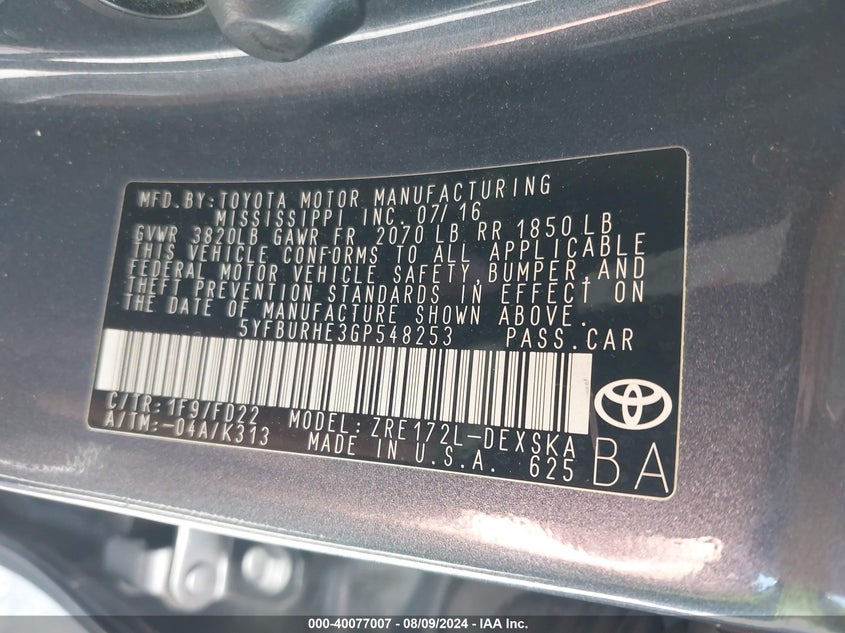 MFD.BY:TOYOTA MOTOR MANUFACTURING
MISSISSIPPI INC. 07/16
GVWR 3820LB GAWR FR 2070 LB RR 1850 LB
THIS VEHICLE CONFORMS TO ALL APPLICABLE
FEDERAL MOTOR VEHICLE SAFETY,BUMPER,AND
THEFT PREVENTION STANDARDS IN EFFECT ON
THE DATE OF MANUFACTURE SHOWN ABOVE.
5YFBURHE3GP548253 PASS.CAR
C/TR:1F9/FD22 MODEL:ZRE172L-DEXSKA
A/TM:-04A/K313 MADE IN U.S.A. 625
BA
000-40077007 - 08/09/2024 - IAA Inc.